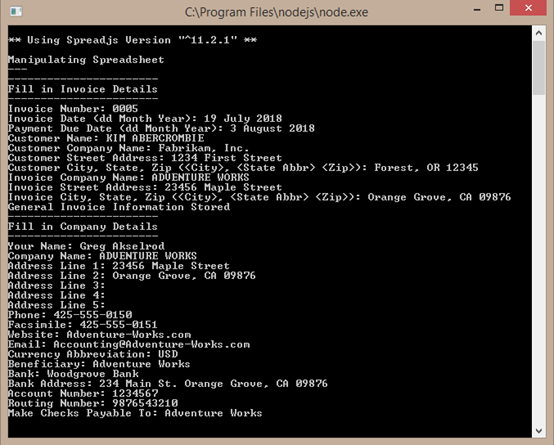 C:\Program Files\nodejs\node.exe
** Using Spreadjs Version "^11.2.1" **
Manipulating Spreadsheet
---
------------------------
Fill in Invoice Details
------------------------
Invoice Number: 0005
Invoice Date (dd Month Year): 19 July 2018
Payment Due Date (dd Month Year): 3 August 2018
Customer Name: KIM ABERCROMBIE
Customer Company Name: Fabrikam, Inc.
Customer Street Address: 1234 First Street
Customer City, State, Zip (<City>, <State Abbr> <Zip>): Forest, OR 12345
Invoice Company Name: ADVENTURE WORKS
Invoice Street Address: 23456 Maple Street
Invoice City, State, Zip (<City>, <State Abbr> <Zip>): Orange Grove, CA 09876
General Invoice Information Stored
------------------------
Fill in Company Details
------------------------
Your Name: Greg Akselrod
Company Name: ADVENTURE WORKS
Address Line 1: 23456 Maple Street
Address Line 2: Orange Grove, CA 09876
Address Line 3:
Address Line 4:
Address Line 5:
Phone: 425-555-0150
Facsimile: 425-555-0151
Website: Adventure-Works.com
Email: Accounting@Adventure-Works.com
Currency Abbreviation: USD
Beneficiary: Adventure Works
Bank: Woodgrove Bank
Bank Address: 234 Main St. Orange Grove, CA 09876
Account Number: 1234567
Routing Number: 9876543210
Make Checks Payable To: Adventure Works